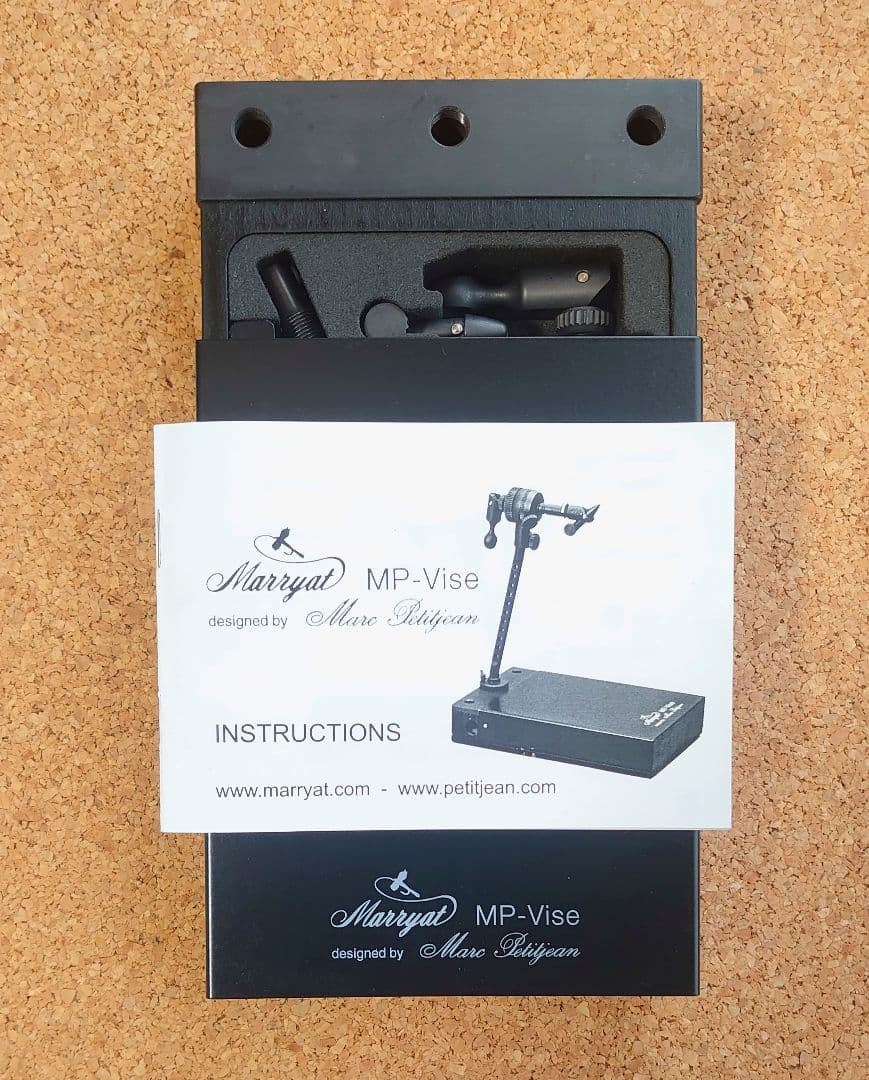 Marryat MP-Vise
designed by Marc Petitjean
INSTRUCTIONS
www.marryat.com - www.petitjean.com
Marryat MP-Vise
designed by Marc Petitjean